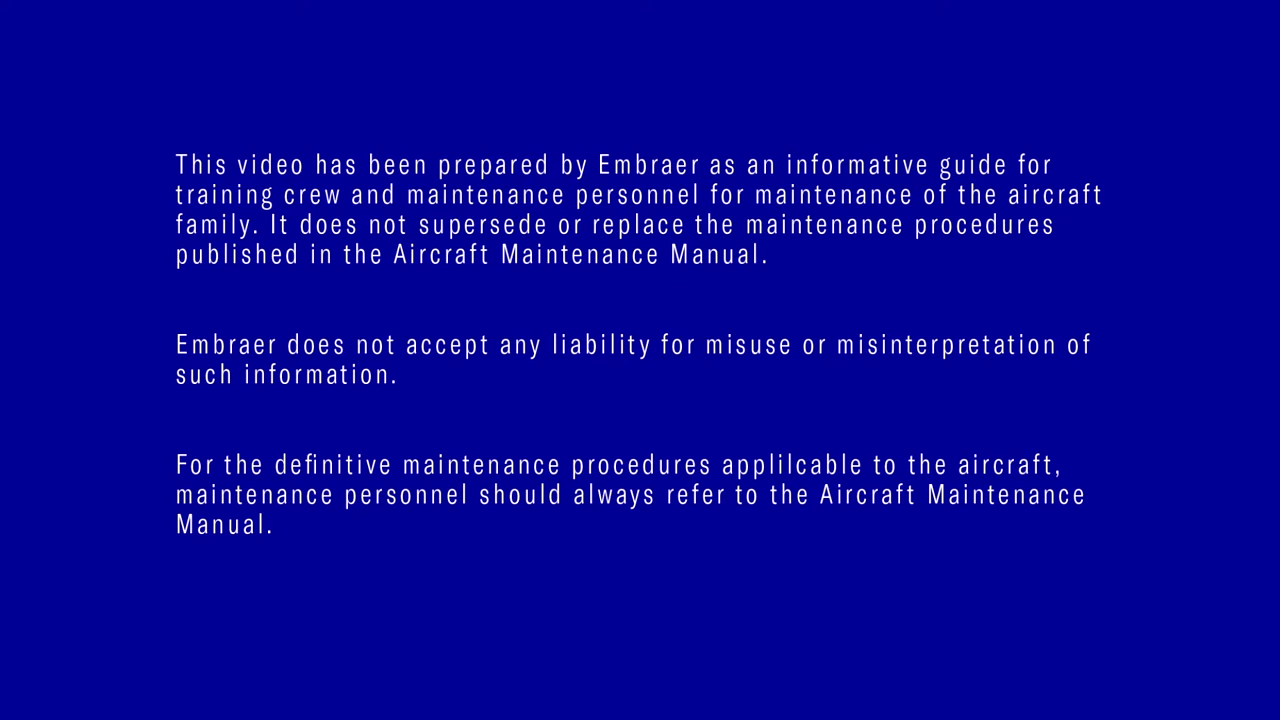 This video has been prepared by Embraer as an informative guide for
training crew and maintenance personnel for maintenance of the aircraft
family. It does not supersede or replace the maintenance procedures
published in the Aircraft Maintenance Manual.
Embraer does not accept any liability for misuse or misinterpretation of
such information.
For the definitive maintenance procedures applilcable to the aircraft,
maintenance personnel should always refer to the Aircraft Maintenance
Manual.